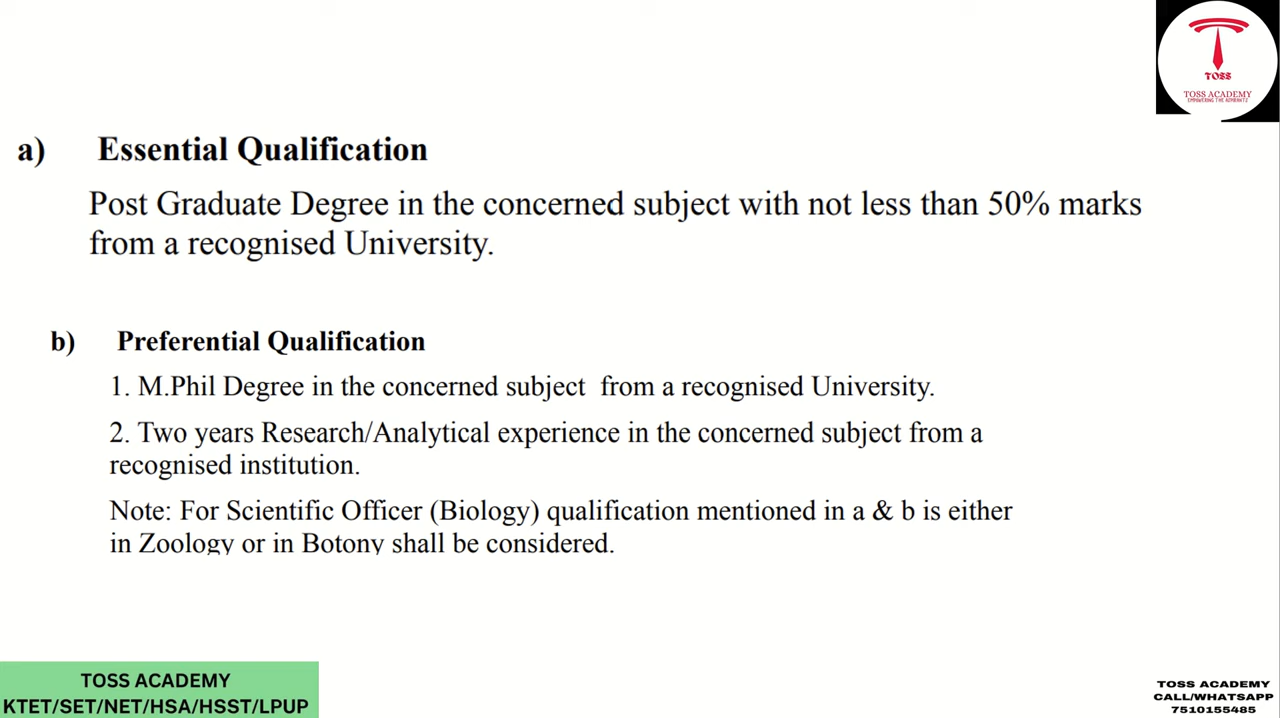 TOSS
TOSS ACADEMY
a) Essential Qualification
Post Graduate Degree in the concerned subject with not less than 50% marks
from a recognised University.
b) Preferential Qualification
1. M.Phil Degree in the concerned subject from a recognised University.
2. Two years Research/Analytical experience in the concerned subject from a
recognised institution.
Note: For Scientific Officer (Biology) qualification mentioned in a & b is either
in Zoology or in Botony shall be considered.
TOSS ACADEMY
KTET/SET/NET/HSA/HSST/LPUP
TOSS ACADEMY
CALL/WHATSAPP
7510155485